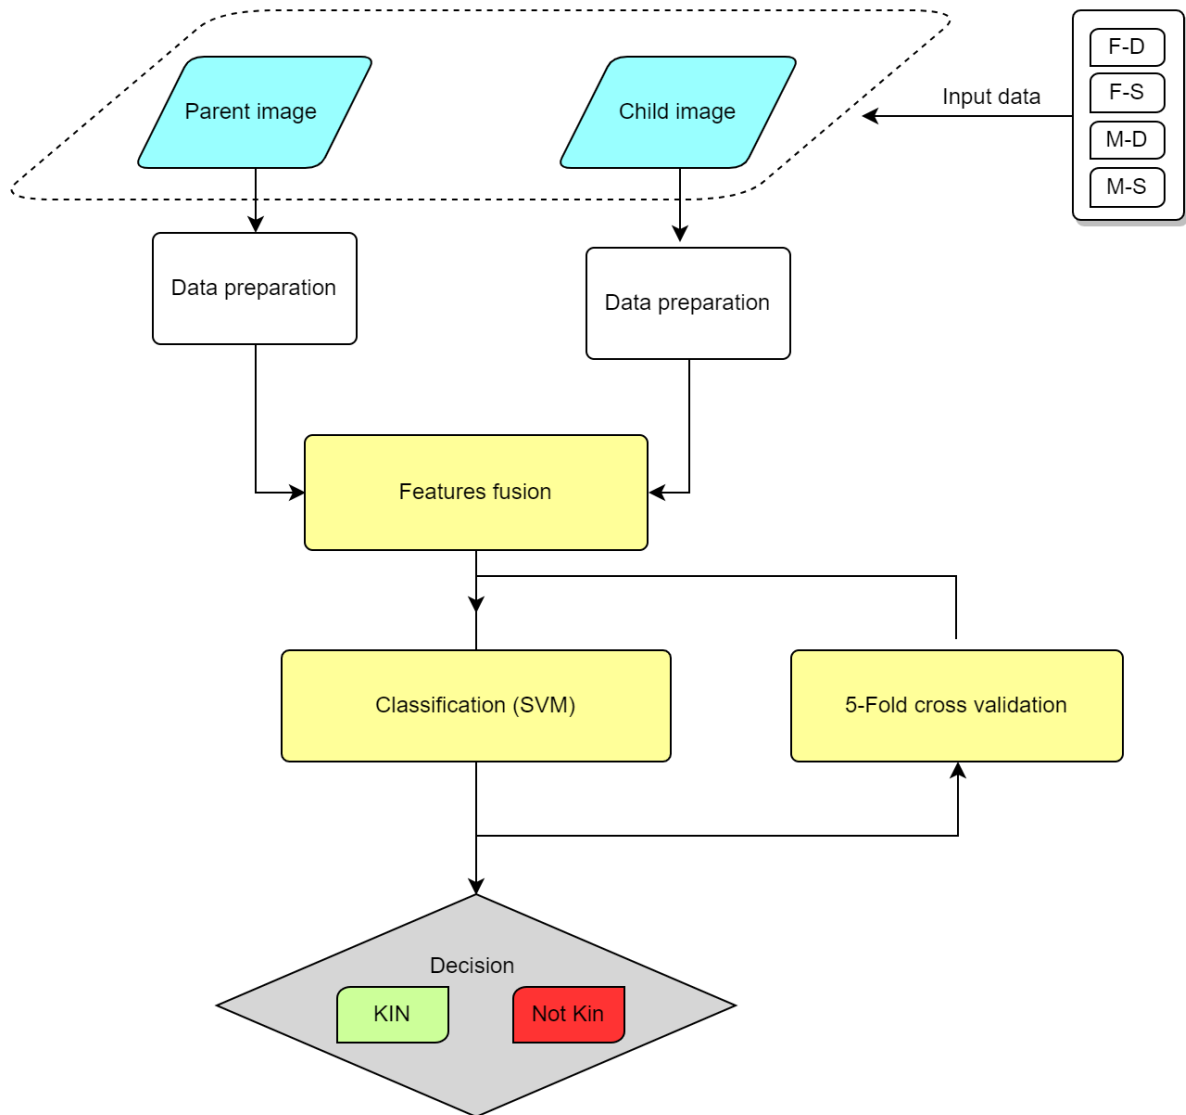 Parent image
Child image
Input data
F-D
F-S
M-D
M-S
Data preparation
Data preparation
Features fusion
Classification (SVM)
5-Fold cross validation
Decision
KIN
Not Kin